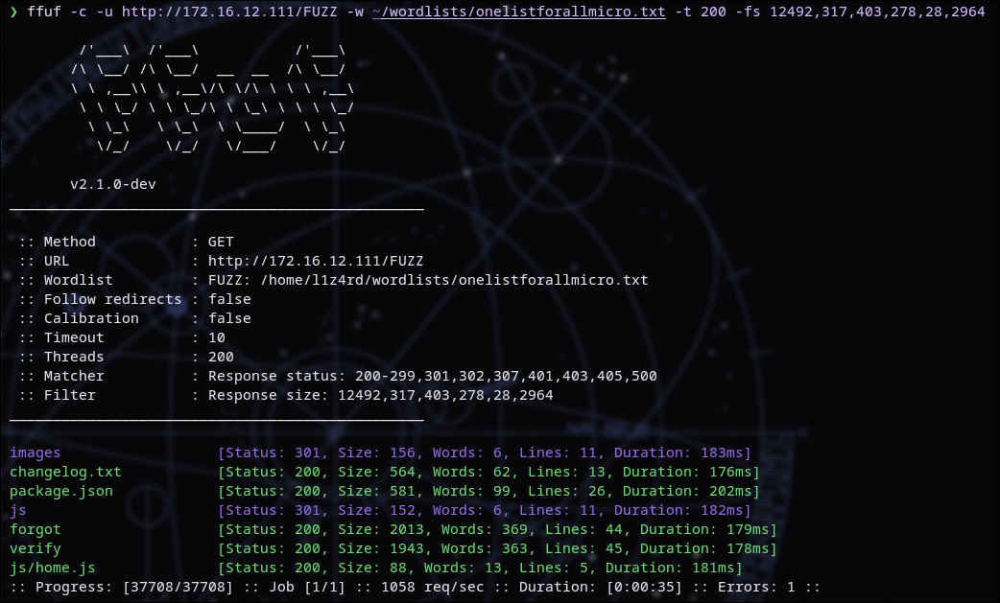 ❯ ffuf -c -u http://172.16.12.111/FUZZ -w ~/wordlists/onelistforallmicro.txt -t 200 -fs 12492,317,403,278,28,2964
        /'___\  /'___\           /'___\
       /\ \__/ /\ \__/  __  __  /\ \__/
       \ \ ,__\\ \ ,__\/\ \/\ \ \ \ ,__\
        \ \ \_/ \ \ \_/\ \ \_\ \ \ \ \_/
         \ \_\   \ \_\  \ \____/  \ \_\
          \/_/    \/_/   \/___/    \/_/
       v2.1.0-dev
________________________________________________
 :: Method           : GET
 :: URL              : http://172.16.12.111/FUZZ
 :: Wordlist         : FUZZ: /home/l1z4rd/wordlists/onelistforallmicro.txt
 :: Follow redirects : false
 :: Calibration      : false
 :: Timeout          : 10
 :: Threads          : 200
 :: Matcher          : Response status: 200-299,301,302,307,401,403,405,500
 :: Filter           : Response size: 12492,317,403,278,28,2964
________________________________________________
images                  [Status: 301, Size: 156, Words: 6, Lines: 11, Duration: 183ms]
changelog.txt           [Status: 200, Size: 564, Words: 62, Lines: 13, Duration: 176ms]
package.json            [Status: 200, Size: 581, Words: 99, Lines: 26, Duration: 202ms]
js                      [Status: 301, Size: 152, Words: 6, Lines: 11, Duration: 182ms]
forgot                  [Status: 200, Size: 2013, Words: 369, Lines: 44, Duration: 179ms]
verify                  [Status: 200, Size: 1943, Words: 363, Lines: 45, Duration: 178ms]
js/home.js              [Status: 200, Size: 88, Words: 13, Lines: 5, Duration: 181ms]
:: Progress: [37708/37708] :: Job [1/1] :: 1058 req/sec :: Duration: [0:00:35] :: Errors: 1 ::